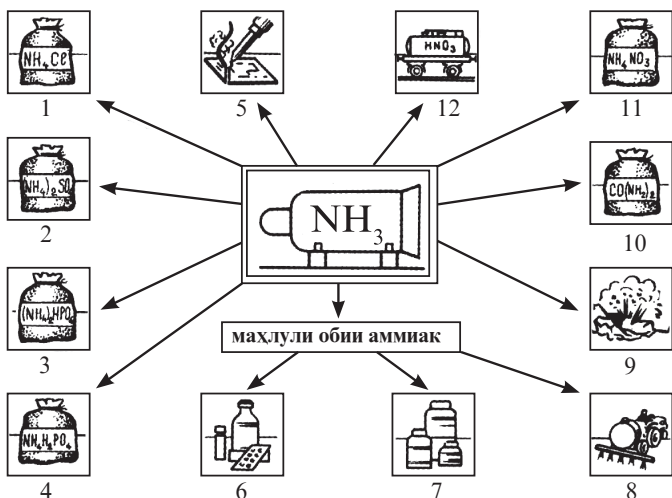 NH₄Cl
HNO₃
NH₄NO₃
1
5
12
11
(NH₄)₂SO₄
NH₃
CO(NH₂)₂
2
10
(NH₄)₂HPO₄
3
9
маҳлули обии аммиак
NH₄H₂PO₄
4
6
7
8